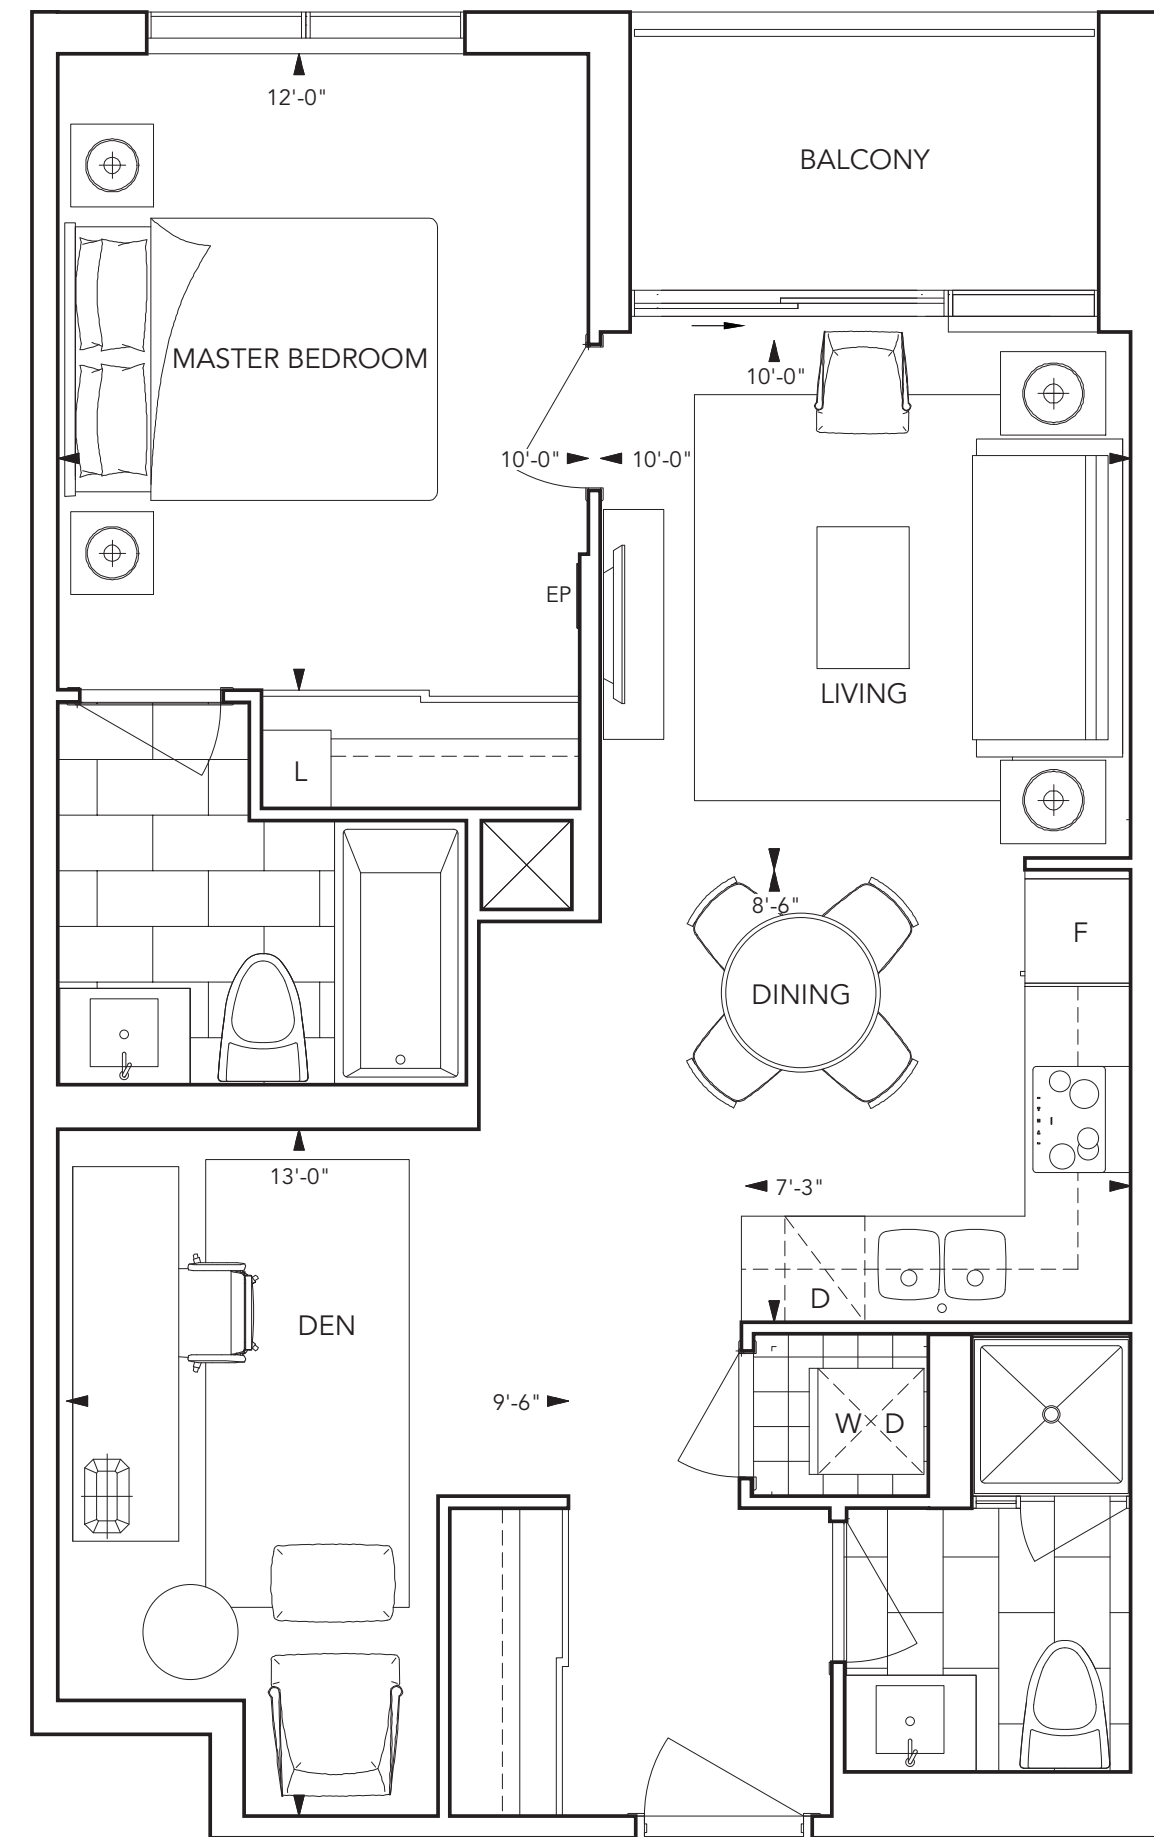 12'-0"
BALCONY
MASTER BEDROOM
10'-0"
10'-0"
10'-0"
EP
LIVING
L
8'-6"
F
DINING
13'-0"
7'-3"
D
DEN
9'-6"
W D